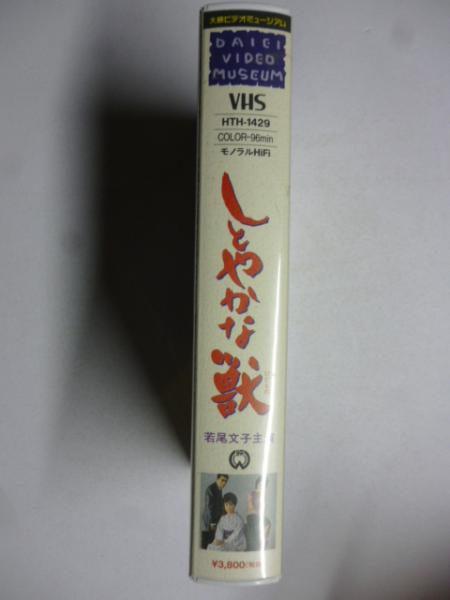 大映ビデオミュージアム
DAIEI
VIDEO
MUSEUM
VHS
HTH-1429
COLOR-96min
モノラルHiFi
しとやかな獣
若尾文子主演
¥3,800(税抜)